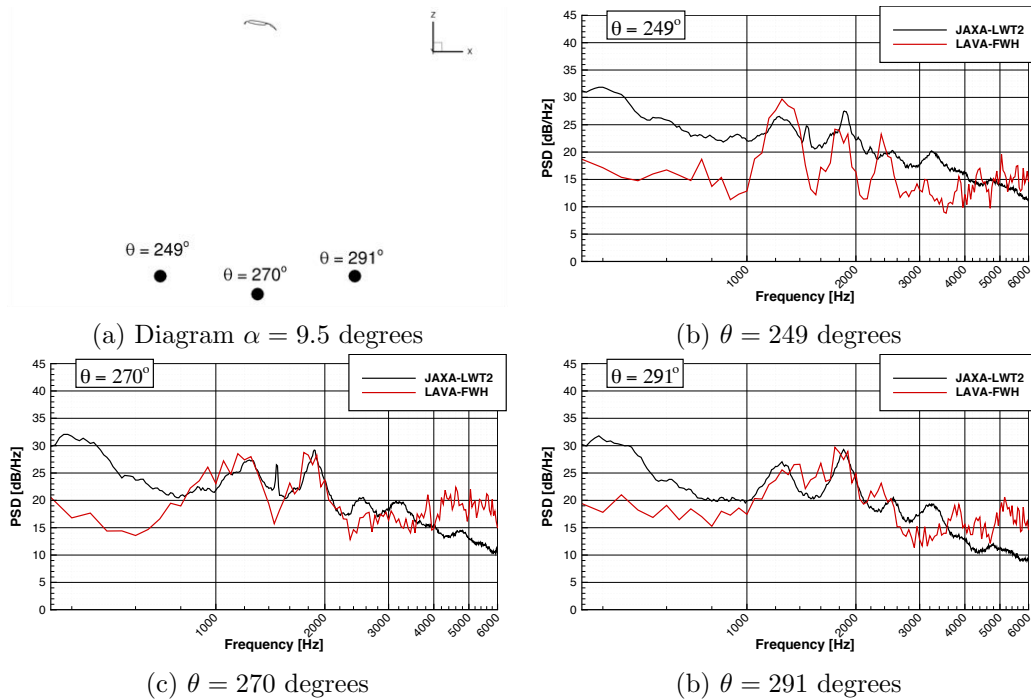 z
x
θ = 249°
θ = 270°
θ = 291°
(a) Diagram α = 9.5 degrees
θ = 249°
JAXA-LWT2
LAVA-FWH
PSD [dB/Hz]
45
40
35
30
25
20
15
10
5
0
1000 2000 3000 4000 5000 6000
Frequency [Hz]
(b) θ = 249 degrees
θ = 270°
JAXA-LWT2
LAVA-FWH
PSD [dB/Hz]
45
40
35
30
25
20
15
10
5
0
1000 2000 3000 4000 5000 6000
Frequency [Hz]
(c) θ = 270 degrees
θ = 291°
JAXA-LWT2
LAVA-FWH
PSD [dB/Hz]
45
40
35
30
25
20
15
10
5
0
1000 2000 3000 4000 5000 6000
Frequency [Hz]
(b) θ = 291 degrees